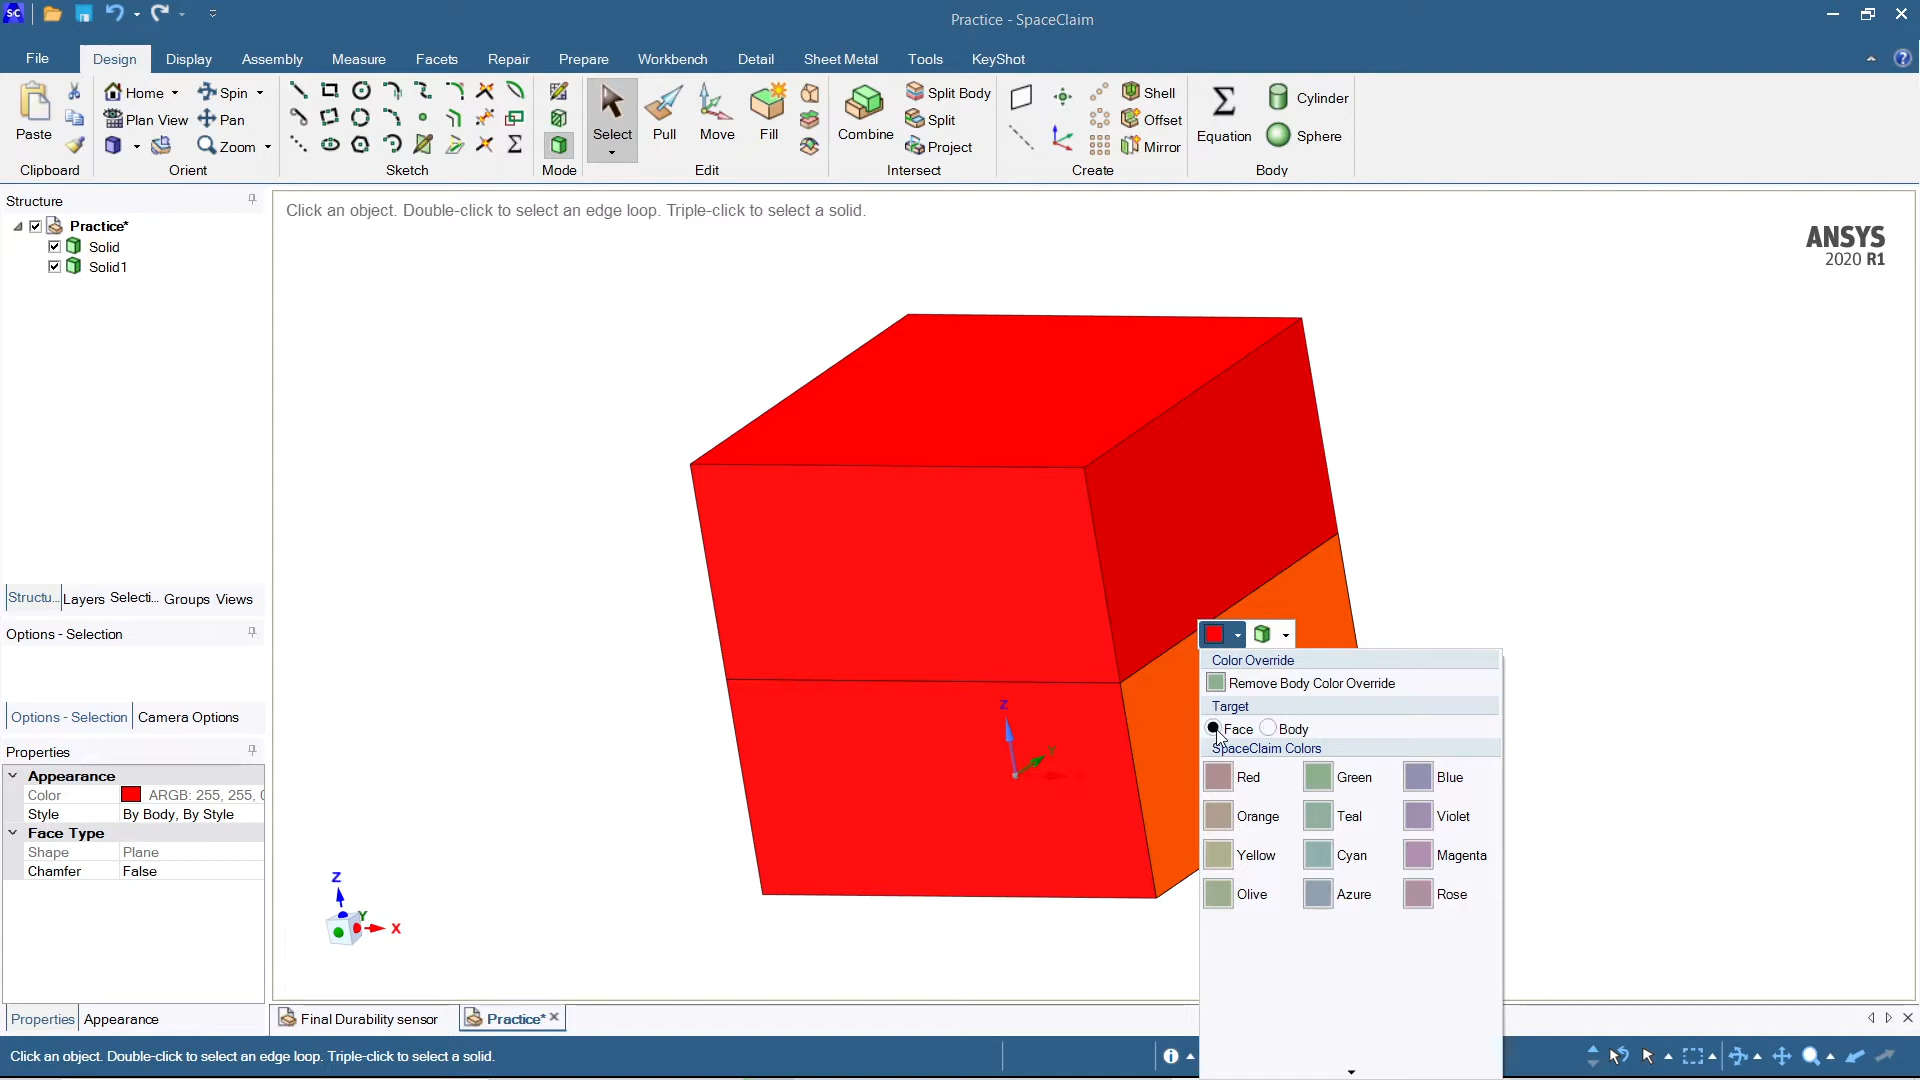 SC
Practice - SpaceClaim
File Design Display Assembly Measure Facets Repair Prepare Workbench Detail Sheet Metal Tools KeyShot
Paste
Clipboard
Home Spin
Plan View Pan
Zoom
Orient
Sketch
Mode
Select Pull Move Fill
Edit
Combine Split Body
Split
Project
Intersect
Shell
Offset
Mirror
Create
Equation Cylinder
Sphere
Body
Structure
Practice*
Solid
Solid1
Structu... Layers Selecti... Groups Views
Options - Selection
Options - Selection Camera Options
Properties
Appearance
Color ARGB: 255, 255, 0
Style By Body, By Style
Face Type
Shape Plane
Chamfer False
Properties Appearance
Click an object. Double-click to select an edge loop. Triple-click to select a solid.
ANSYS
2020 R1
Z
Y
Z
Y
X
Color Override
Remove Body Color Override
Target
Face Body
SpaceClaim Colors
Red Green Blue
Orange Teal Violet
Yellow Cyan Magenta
Olive Azure Rose
Final Durability sensor Practice*
Click an object. Double-click to select an edge loop. Triple-click to select a solid.